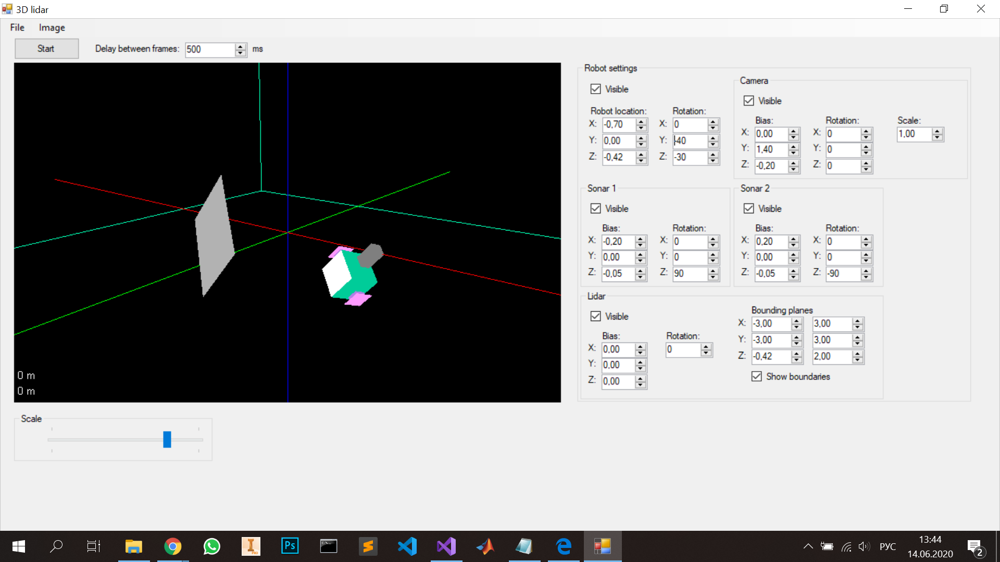 3D lidar
File Image
Start Delay between frames: 500 ms
Robot settings
Visible
Robot location: Rotation:
X: -0,70 X: 0
Y: 0,00 Y: -40
Z: -0,42 Z: -30
Camera
Visible
Bias: Rotation: Scale:
X: 0,00 X: 0 1,00
Y: 1,40 Y: 0
Z: -0,20 Z: 0
Sonar 1
Visible
Bias: Rotation:
X: -0,20 X: 0
Y: 0,00 Y: 0
Z: -0,05 Z: 90
Sonar 2
Visible
Bias: Rotation:
X: 0,20 X: 0
Y: 0,00 Y: 0
Z: -0,05 Z: -90
Lidar
Visible
Bias: Rotation:
X: 0,00 0
Y: 0,00
Z: 0,00
Bounding planes
X: -3,00 3,00
Y: -3,00 3,00
Z: -0,42 2,00
Show boundaries
0 m
0 m
Scale
I PRO
Ps
C:\_
РУС
13:44
14.06.2020
2